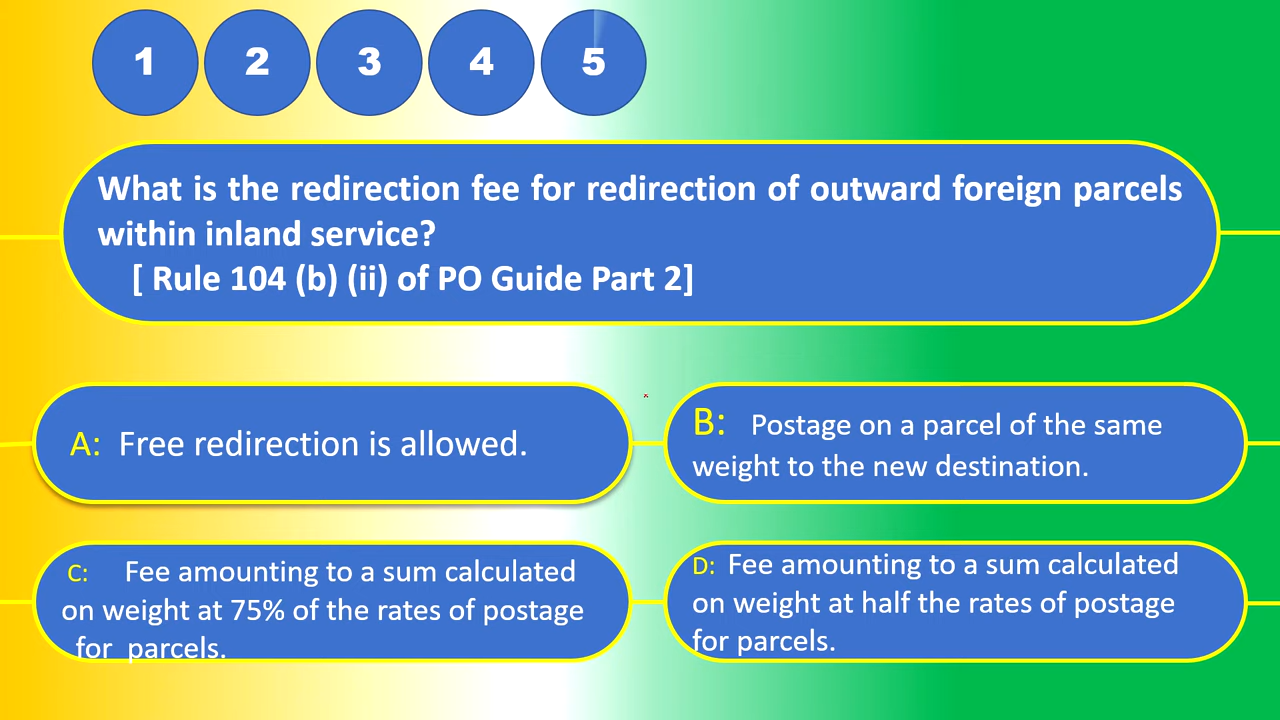 1 2 3 4 5
What is the redirection fee for redirection of outward foreign parcels
within inland service?
[ Rule 104 (b) (ii) of PO Guide Part 2]
A: Free redirection is allowed.
B: Postage on a parcel of the same
weight to the new destination.
C: Fee amounting to a sum calculated
on weight at 75% of the rates of postage
for parcels.
D: Fee amounting to a sum calculated
on weight at half the rates of postage
for parcels.